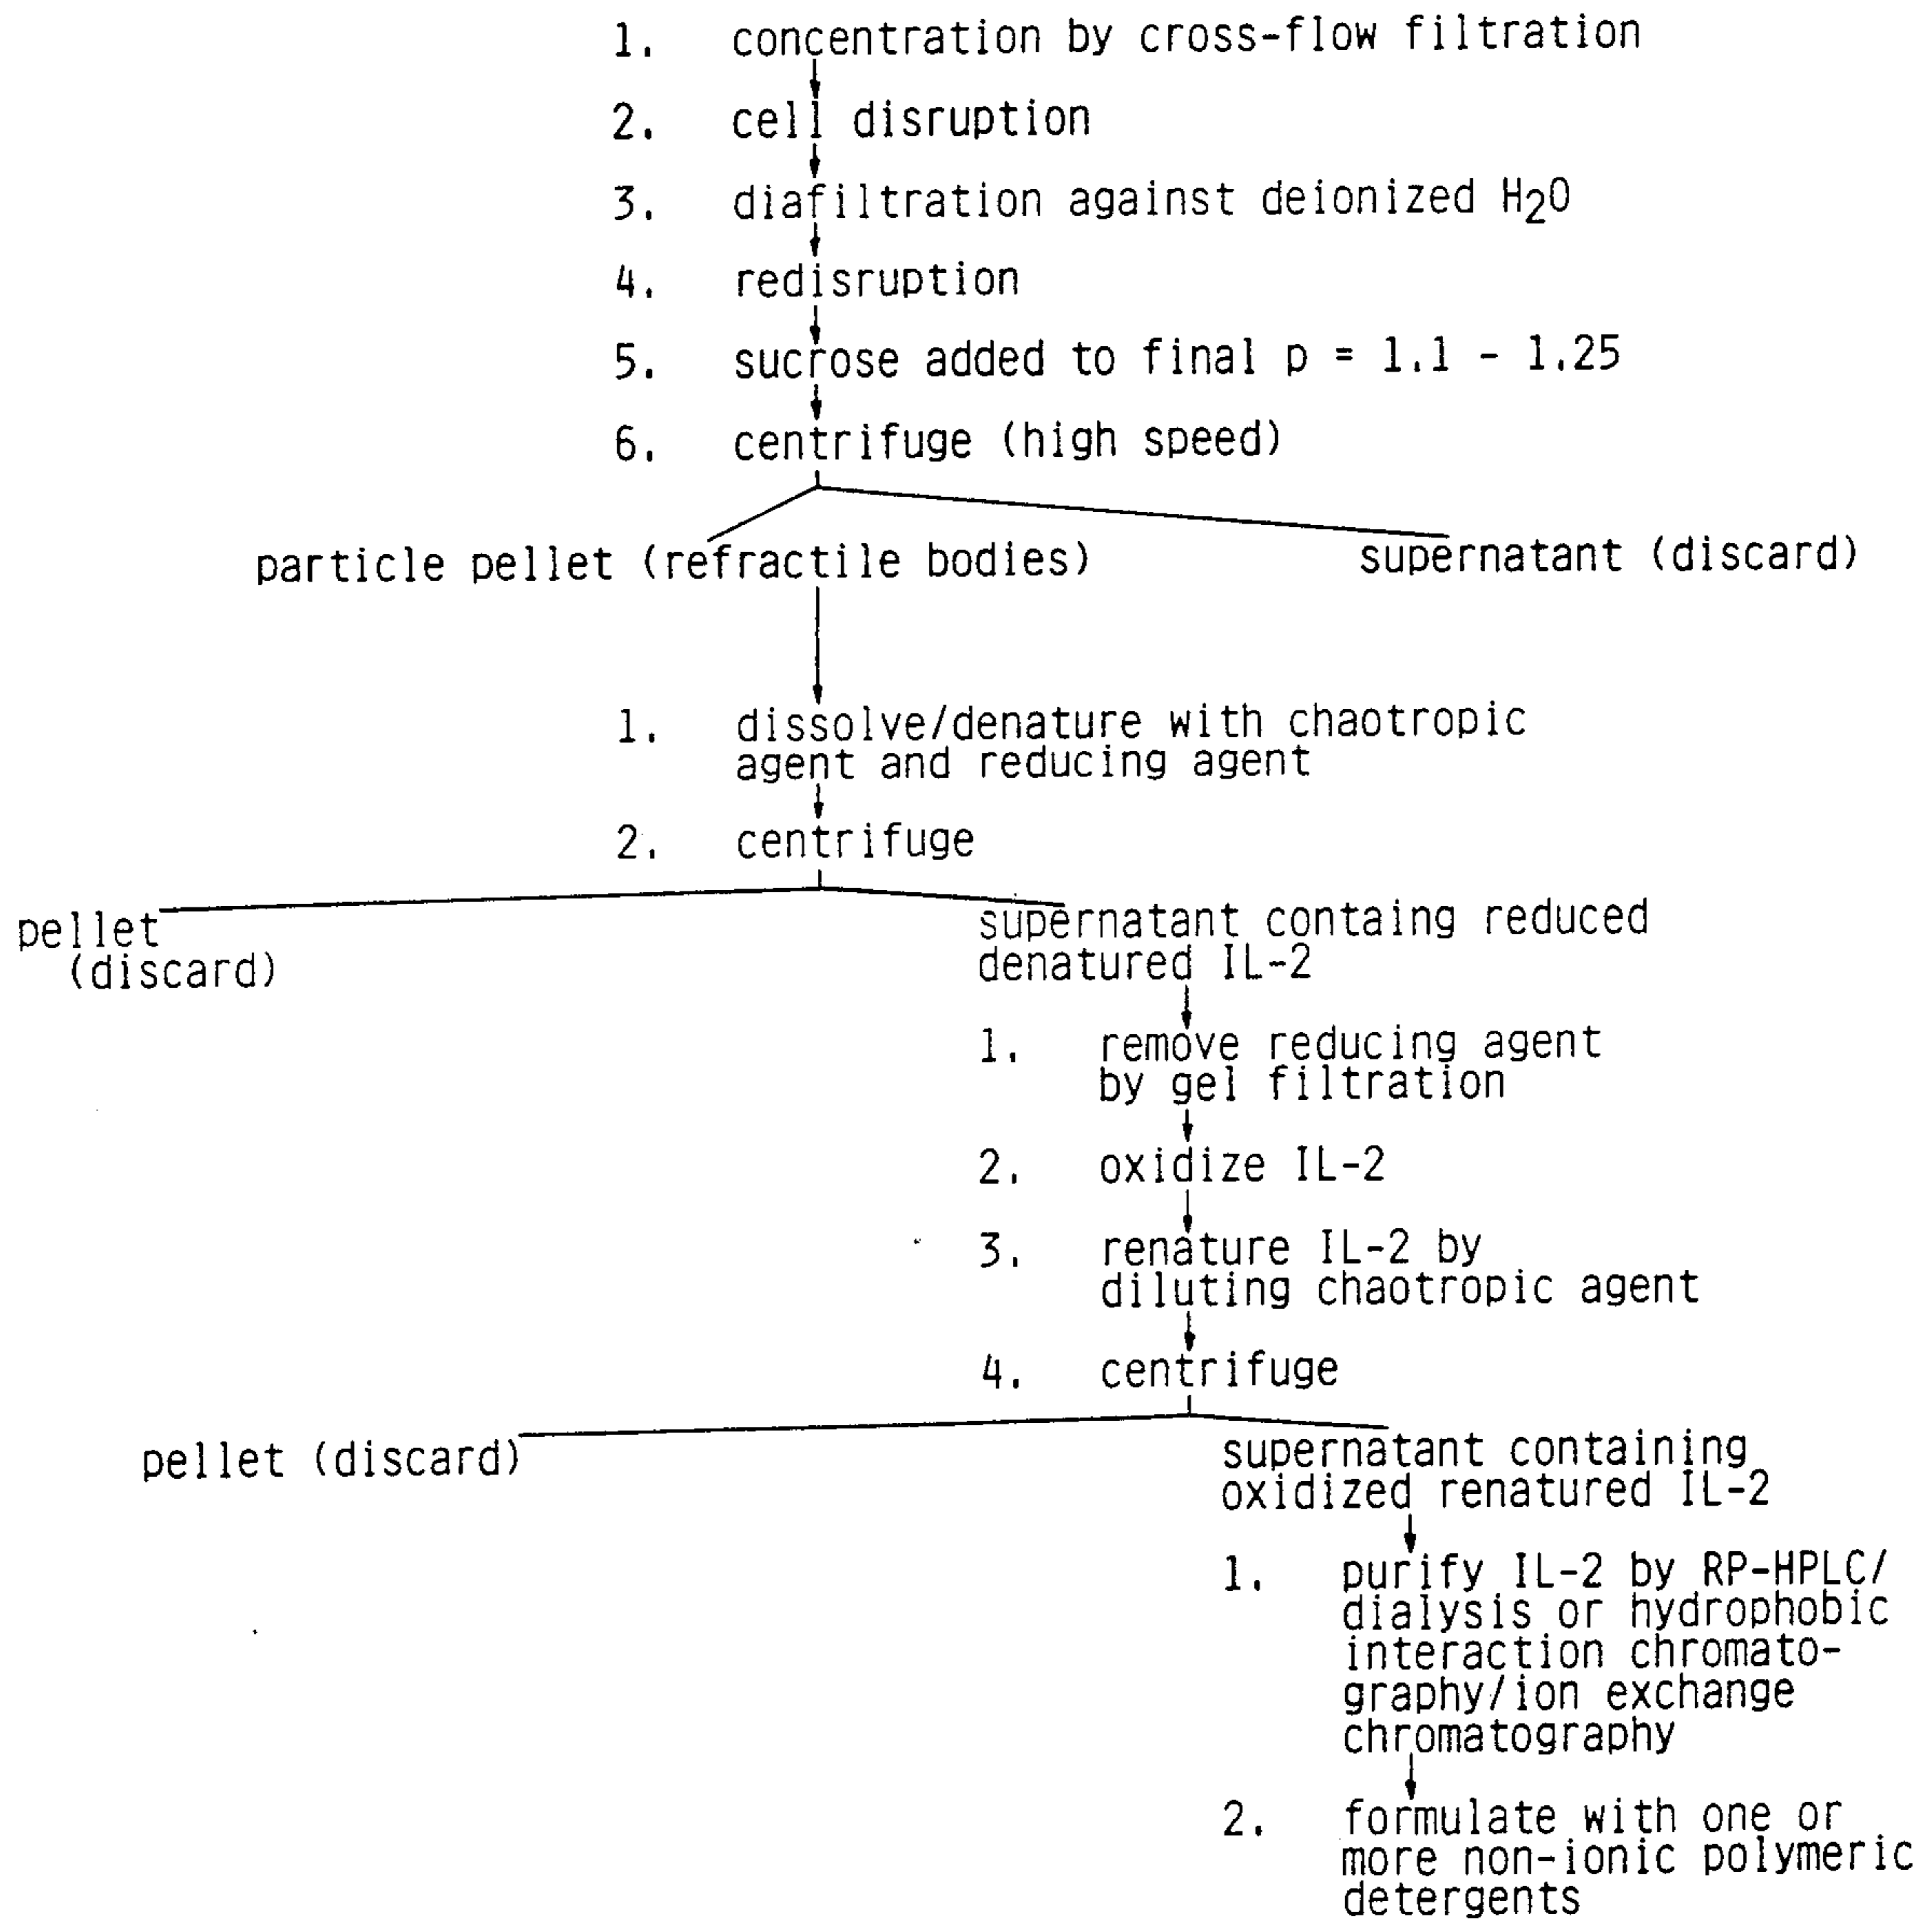 1. concentration by cross-flow filtration
2. cell disruption
3. diafiltration against deionized H2O
4. redisruption
5. sucrose added to final p = 1.1 - 1.25
6. centrifuge (high speed)
particle pellet (refractile bodies)
supernatant (discard)
1. dissolve/denature with chaotropic
agent and reducing agent
2. centrifuge
pellet
(discard)
supernatant containg reduced
denatured IL-2
1. remove reducing agent
by gel filtration
2. oxidize IL-2
3. renature IL-2 by
diluting chaotropic agent
4. centrifuge
pellet (discard)
supernatant containing
oxidized renatured IL-2
1. purify IL-2 by RP-HPLC/
dialysis or hydrophobic
interaction chromato-
graphy/ion exchange
chromatography
2. formulate with one or
more non-ionic polymeric
detergents